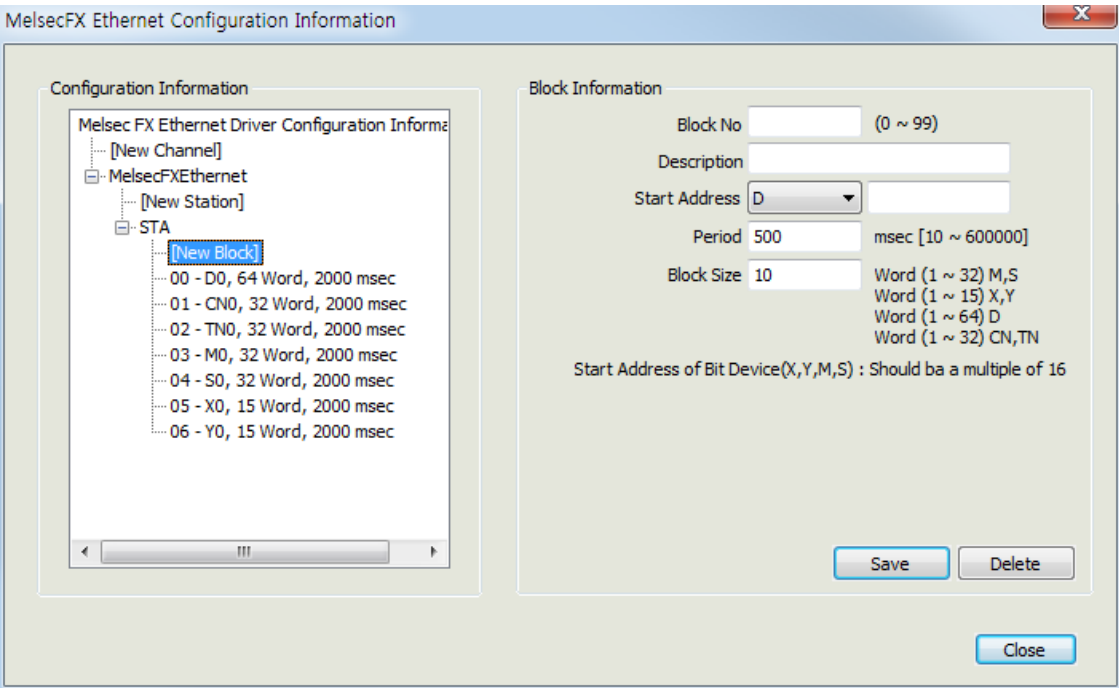 MelsecFX Ethernet Configuration Information
Configuration Information
Melsec FX Ethernet Driver Configuration Informa
[New Channel]
MelsecFXEthernet
[New Station]
STA
[New Block]
00 - D0, 64 Word, 2000 msec
01 - CN0, 32 Word, 2000 msec
02 - TN0, 32 Word, 2000 msec
03 - M0, 32 Word, 2000 msec
04 - S0, 32 Word, 2000 msec
05 - X0, 15 Word, 2000 msec
06 - Y0, 15 Word, 2000 msec
Block Information
Block No (0 ~ 99)
Description
Start Address D
Period 500 msec [10 ~ 600000]
Block Size 10 Word (1 ~ 32) M,S
Word (1 ~ 15) X,Y
Word (1 ~ 64) D
Word (1 ~ 32) CN,TN
Start Address of Bit Device(X,Y,M,S) : Should ba a multiple of 16
Save Delete
Close